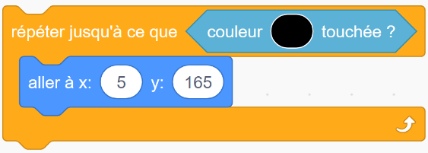 répéter jusqu'à ce que couleur touchée ?
aller à x: 5 y: 165